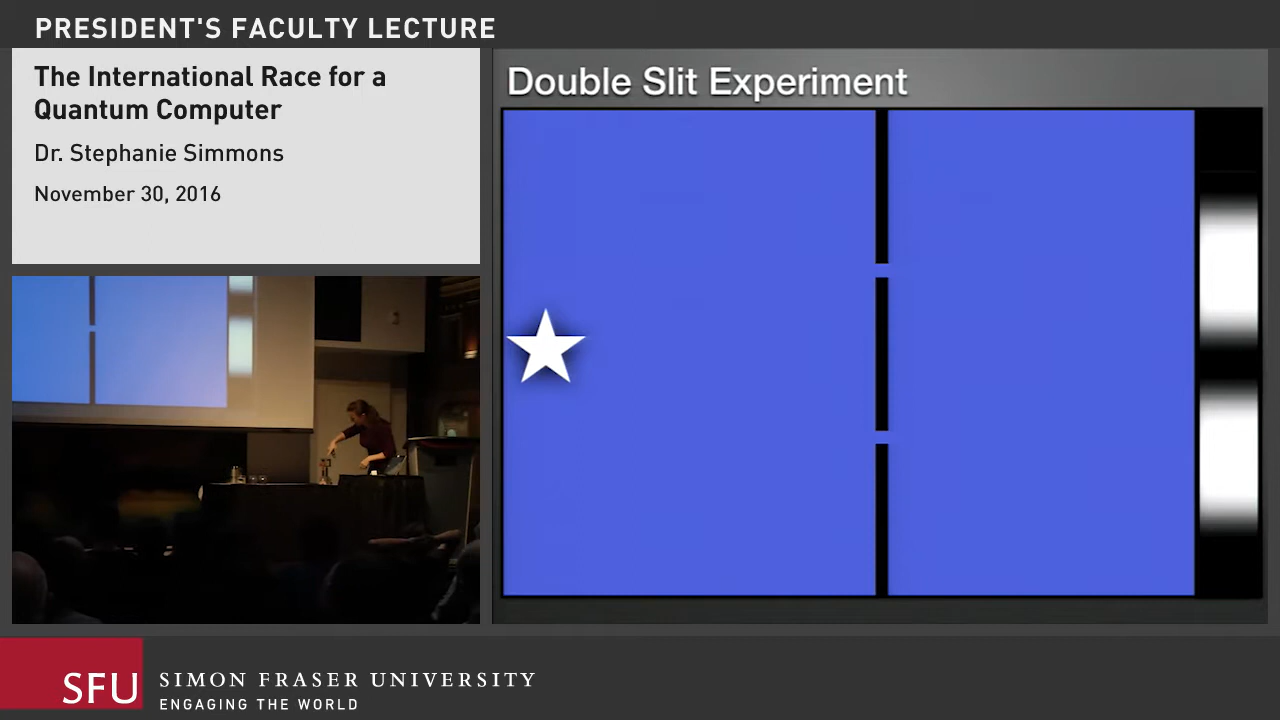 PRESIDENT'S FACULTY LECTURE
The International Race for a
Quantum Computer
Dr. Stephanie Simmons
November 30, 2016
Double Slit Experiment
SFU
SIMON FRASER UNIVERSITY
ENGAGING THE WORLD